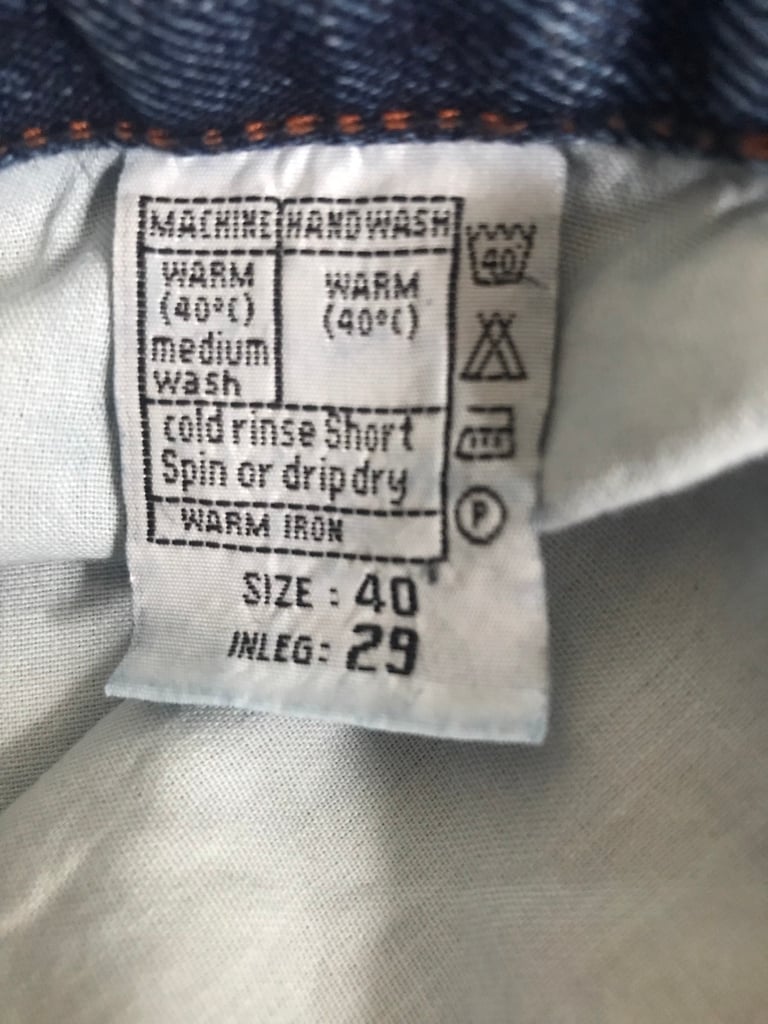 MACHINE HANDWASH
WARM
(40°C)
medium
wash
WARM
(40°C)
cold rinse Short
Spin or drip dry
WARM IRON
40
P
SIZE : 40
INLEG: 29